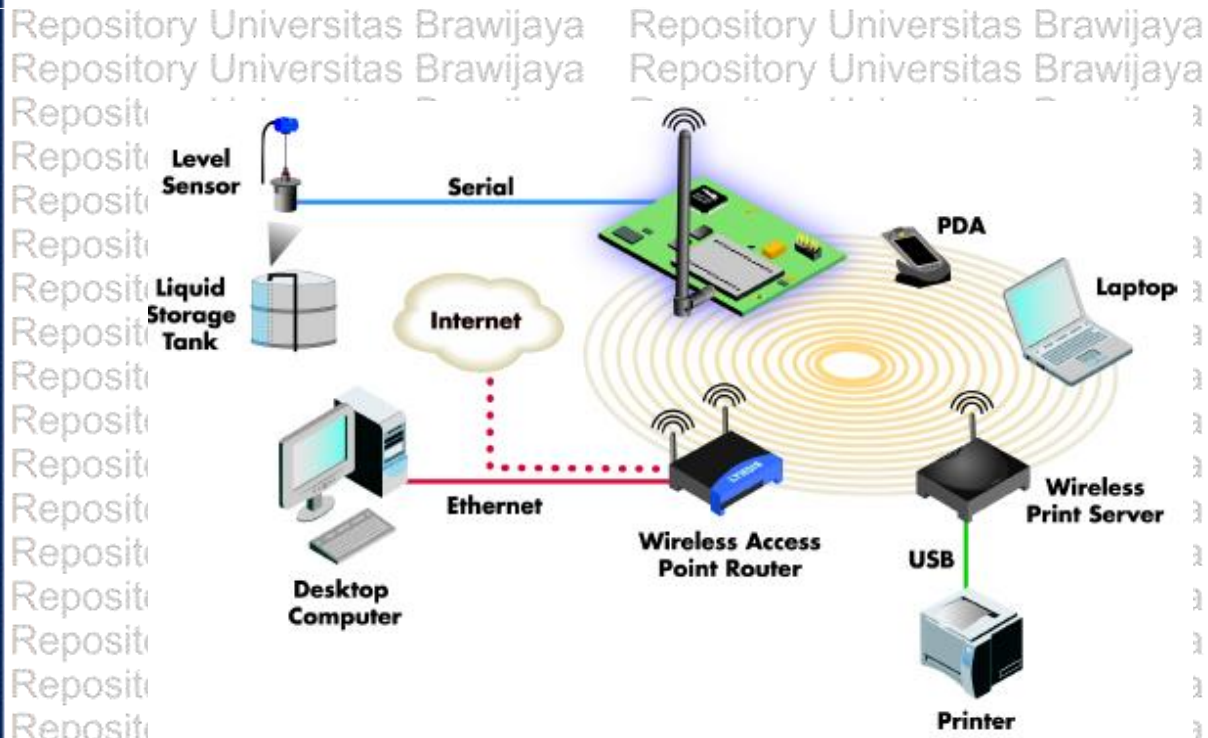 Repository Universitas Brawijaya Repository Universitas Brawijaya
Repository Universitas Brawijaya Repository Universitas Brawijaya
Level
Sensor
Serial
PDA
Laptop
Liquid
Storage
Tank
Internet
Ethernet
Wireless Access
Point Router
Wireless
Print Server
USB
Desktop
Computer
Printer